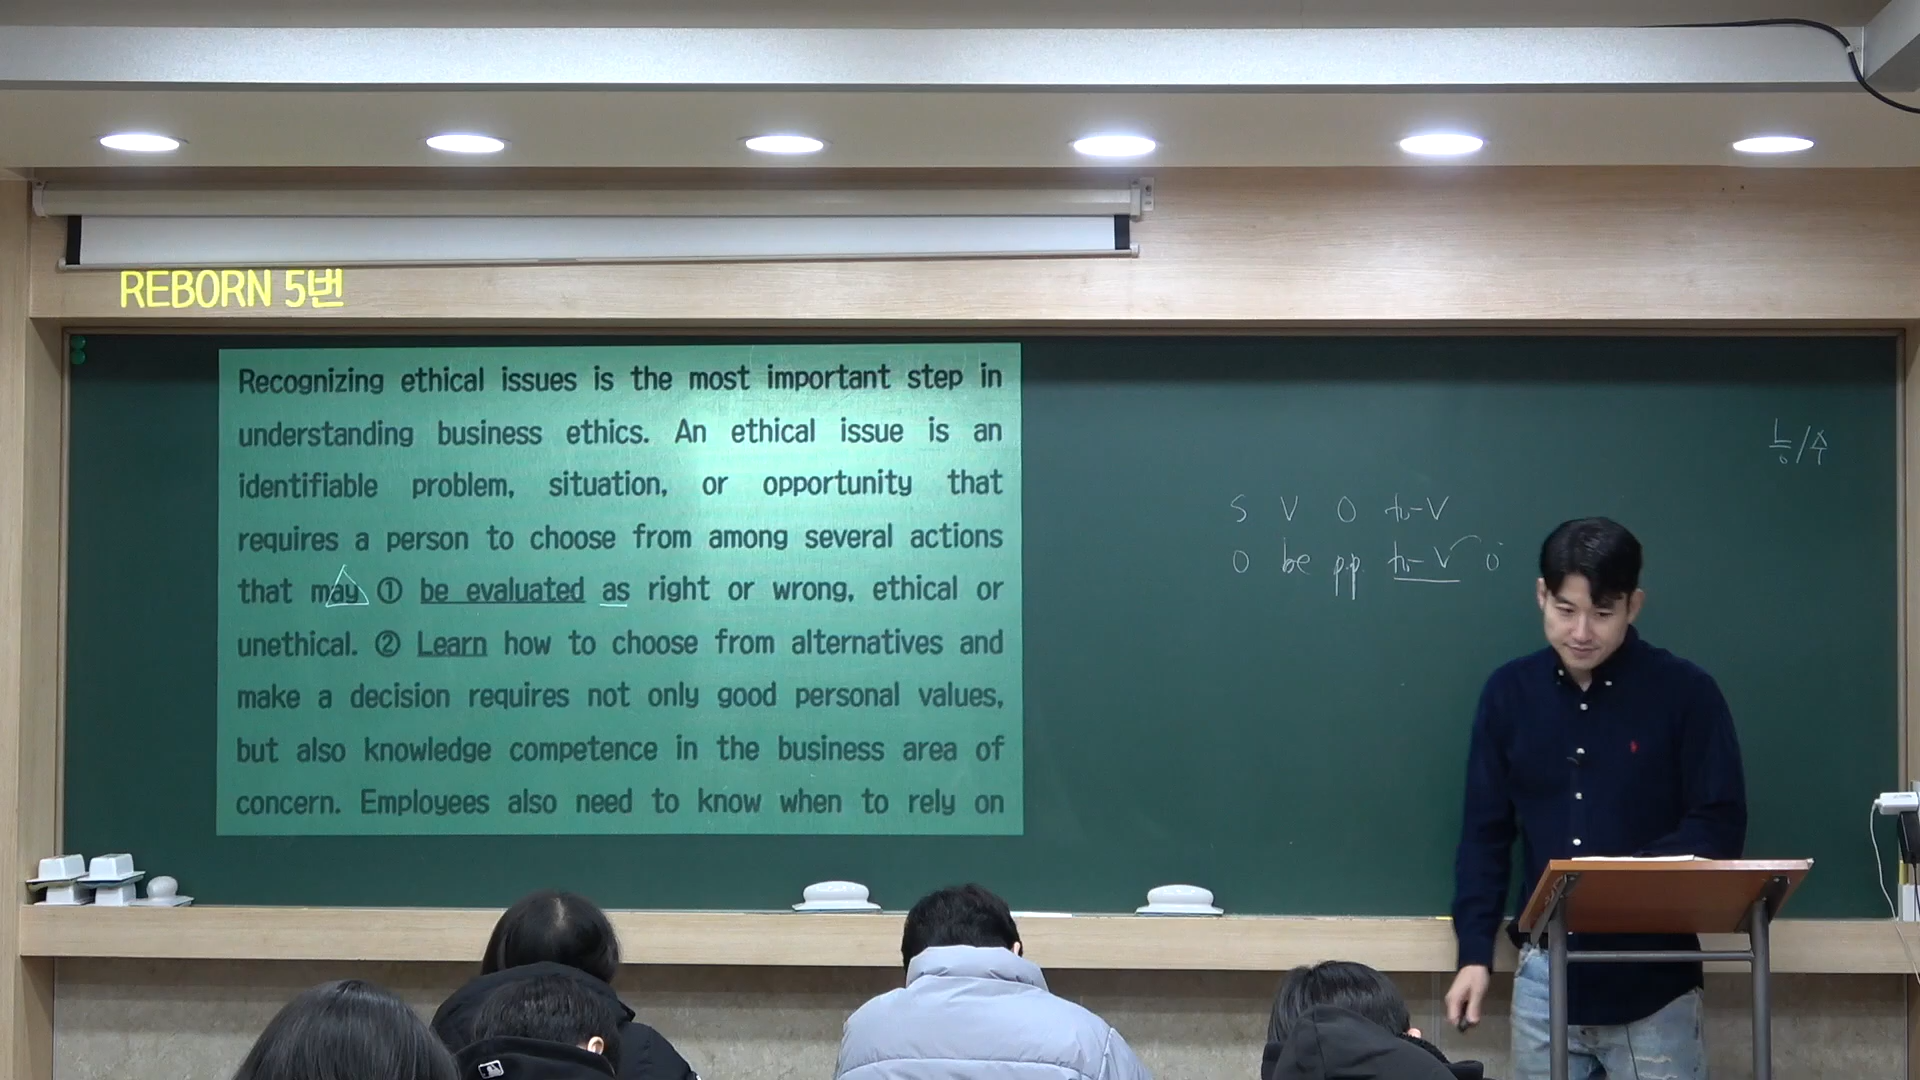 REBORN 5번
Recognizing ethical issues is the most important step in
understanding business ethics. An ethical issue is an
identifiable problem, situation, or opportunity that
requires a person to choose from among several actions
that may ① be evaluated as right or wrong, ethical or
unethical. ② Learn how to choose from alternatives and
make a decision requires not only good personal values,
but also knowledge competence in the business area of
concern. Employees also need to know when to rely on
능/수
S V O to-V
O be p.p. to-V O